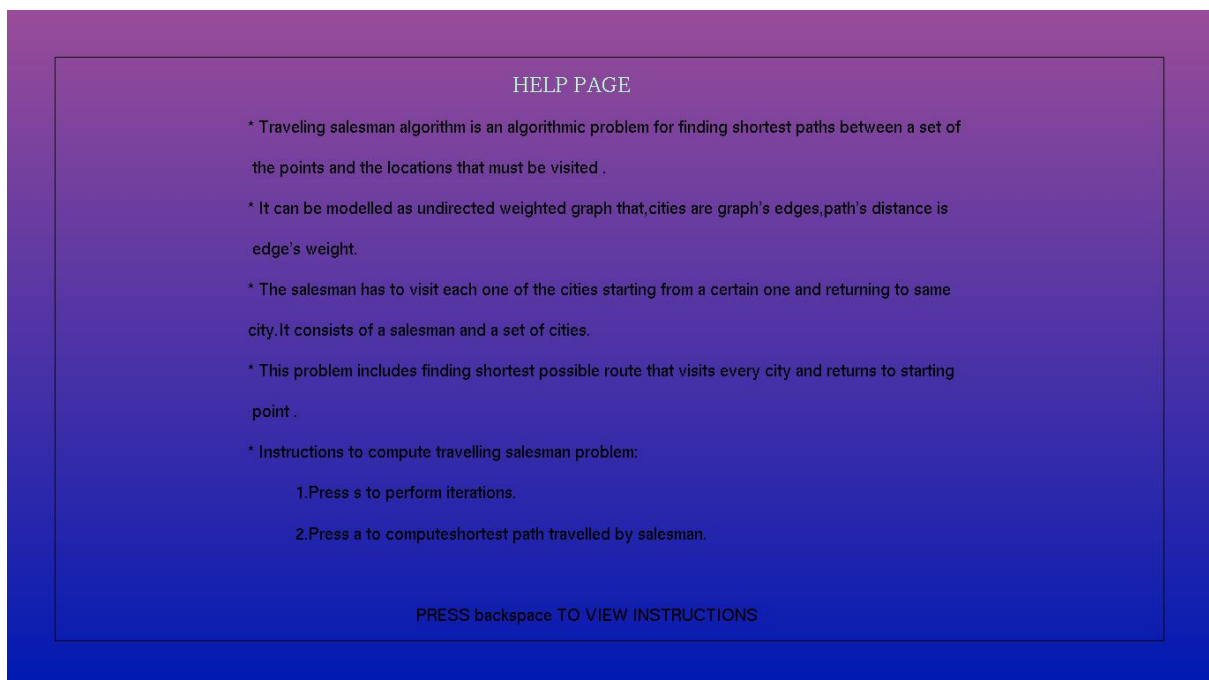 HELP PAGE
* Traveling salesman algorithm is an algorithmic problem for finding shortest paths between a set of
the points and the locations that must be visited .
* It can be modelled as undirected weighted graph that,cities are graph's edges,path's distance is
edge's weight.
* The salesman has to visit each one of the cities starting from a certain one and returning to same
city.It consists of a salesman and a set of cities.
* This problem includes finding shortest possible route that visits every city and returns to starting
point .
* Instructions to compute travelling salesman problem:
1.Press s to perform iterations.
2.Press a to computeshortest path travelled by salesman.
PRESS backspace TO VIEW INSTRUCTIONS